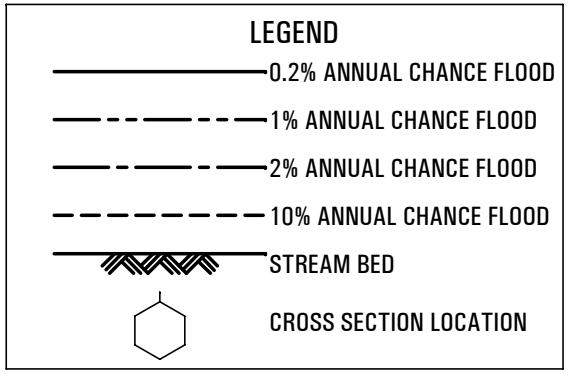 LEGEND
0.2% ANNUAL CHANCE FLOOD
1% ANNUAL CHANCE FLOOD
2% ANNUAL CHANCE FLOOD
10% ANNUAL CHANCE FLOOD
STREAM BED
CROSS SECTION LOCATION